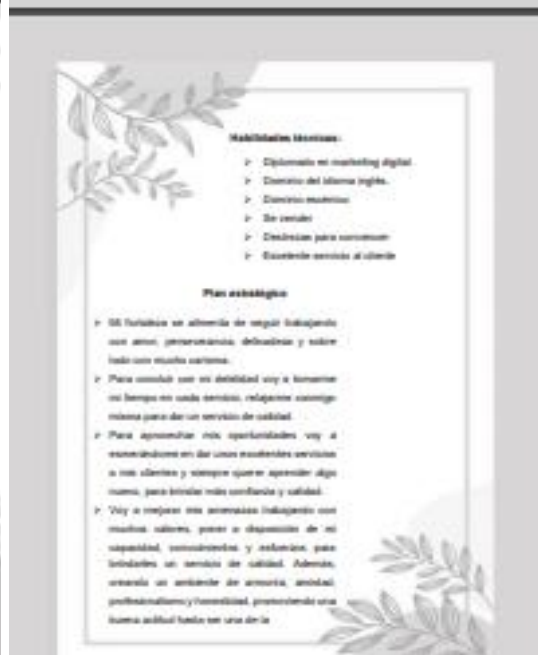 Habilidades técnicas:
Diplomado en marketing digital
Dominio del idioma inglés.
Dominio escénico
Se vender
Destrezas para convencer
Excelente servicio al cliente
Plan estratégico
Mi fortaleza se alimenta de seguir trabajando
con amor, perseverancia, delicadeza y sobre
todo con mucho carisma.
Para concluir con mi debilidad voy a tomarme
mi tiempo en cada servicio, relajarme conmigo
misma para dar un servicio de calidad.
Para aprovechar mis oportunidades voy a
esmerándome en dar unos excelentes servicios
a mis clientes y siempre querer aprender algo
nuevo, para brindar más confianza y calidad.
Voy a mejorar mis amenazas trabajando con
muchos valores, poner a disposición de mi
capacidad, conocimientos y esfuerzos para
brindarles un servicio de calidad. Además,
creando un ambiente de armonía, amistad,
profesionalismo y honestidad, promoviendo una
buena actitud hasta ser una de la